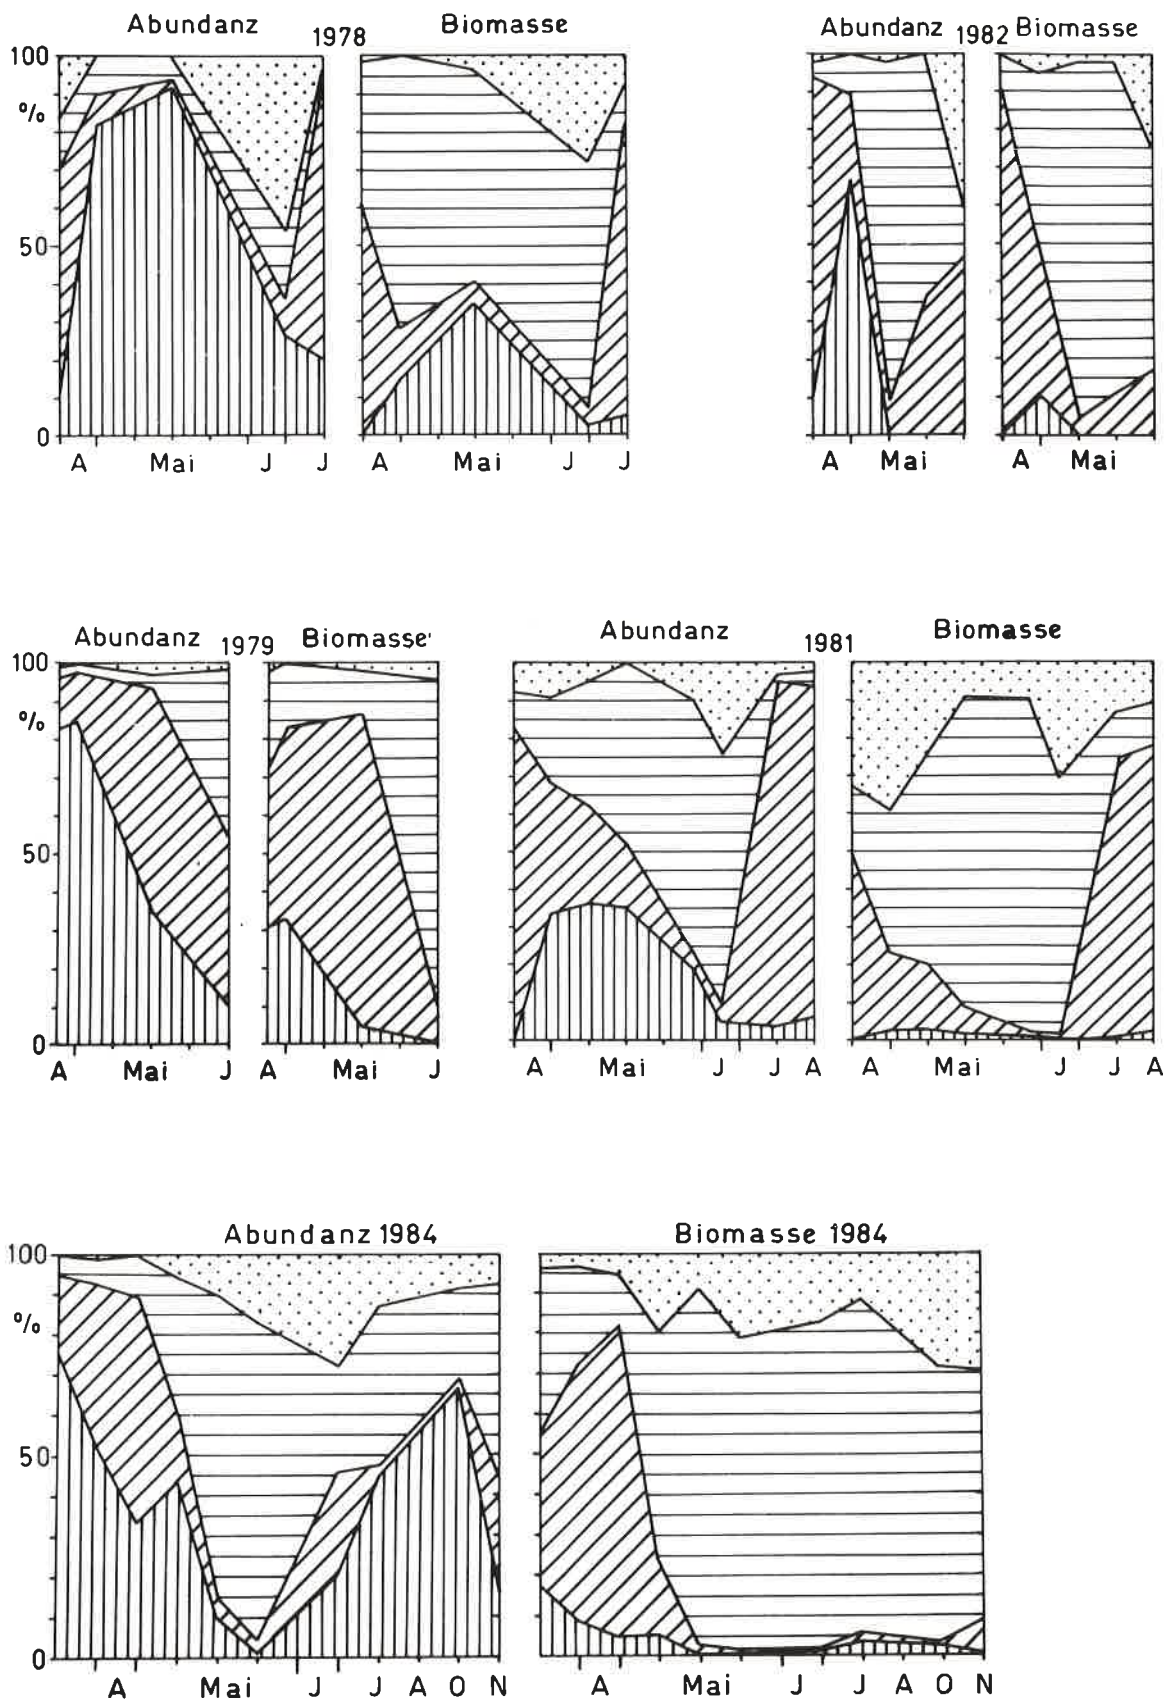 Abundanz 1978 Biomasse
Abundanz 1982 Biomasse
100
%
50
0
A Mai J J
A Mai J J
A Mai
A Mai
Abundanz 1979 Biomasse
Abundanz 1981 Biomasse
100
%
50
0
A Mai J
A Mai J
A Mai J J A
A Mai J J A
Abundanz 1984
Biomasse 1984
100
%
50
0
A Mai J J A O N
A Mai J J A O N